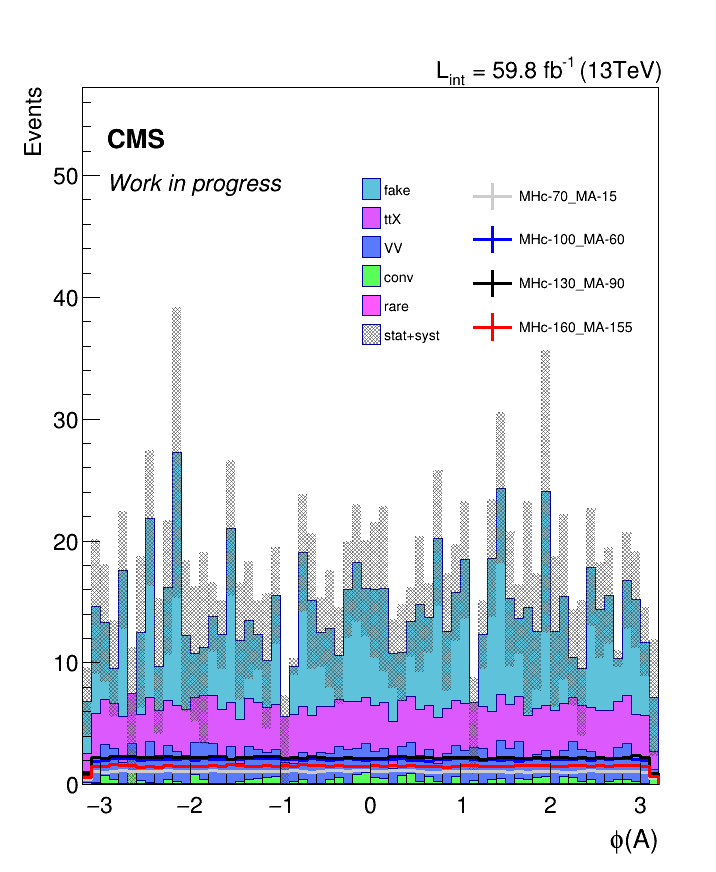 L_int = 59.8 fb^-1 (13TeV)
Events
CMS
Work in progress
fake
ttX
VV
conv
rare
stat+syst
MHc-70_MA-15
MHc-100_MA-60
MHc-130_MA-90
MHc-160_MA-155
50
40
30
20
10
0
−3 −2 −1 0 1 2 3
ϕ(A)